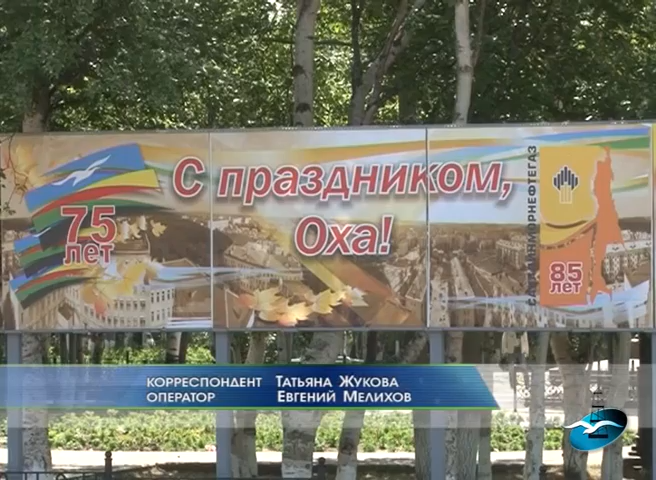 75
лет
С праздником,
Оха!
САХАЛИНМОРНЕФТЕГАЗ
85
лет
КОРРЕСПОНДЕНТ ТАТЬЯНА ЖУКОВА
ОПЕРАТОР ЕВГЕНИЙ МЕЛИХОВ